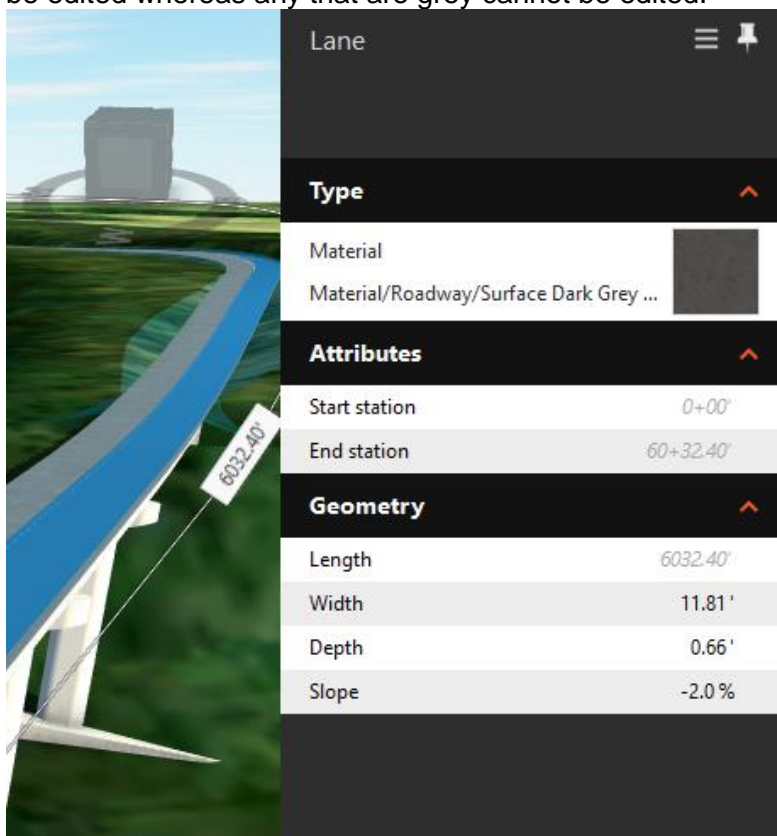 be edited whereas any that are grey cannot be edited.
Lane
Type
Material
Material/Roadway/Surface Dark Grey ...
Attributes
Start station 0+00'
End station 60+32.40'
Geometry
Length 6032.40'
Width 11.81 '
Depth 0.66 '
Slope -2.0 %
W
6032.40'